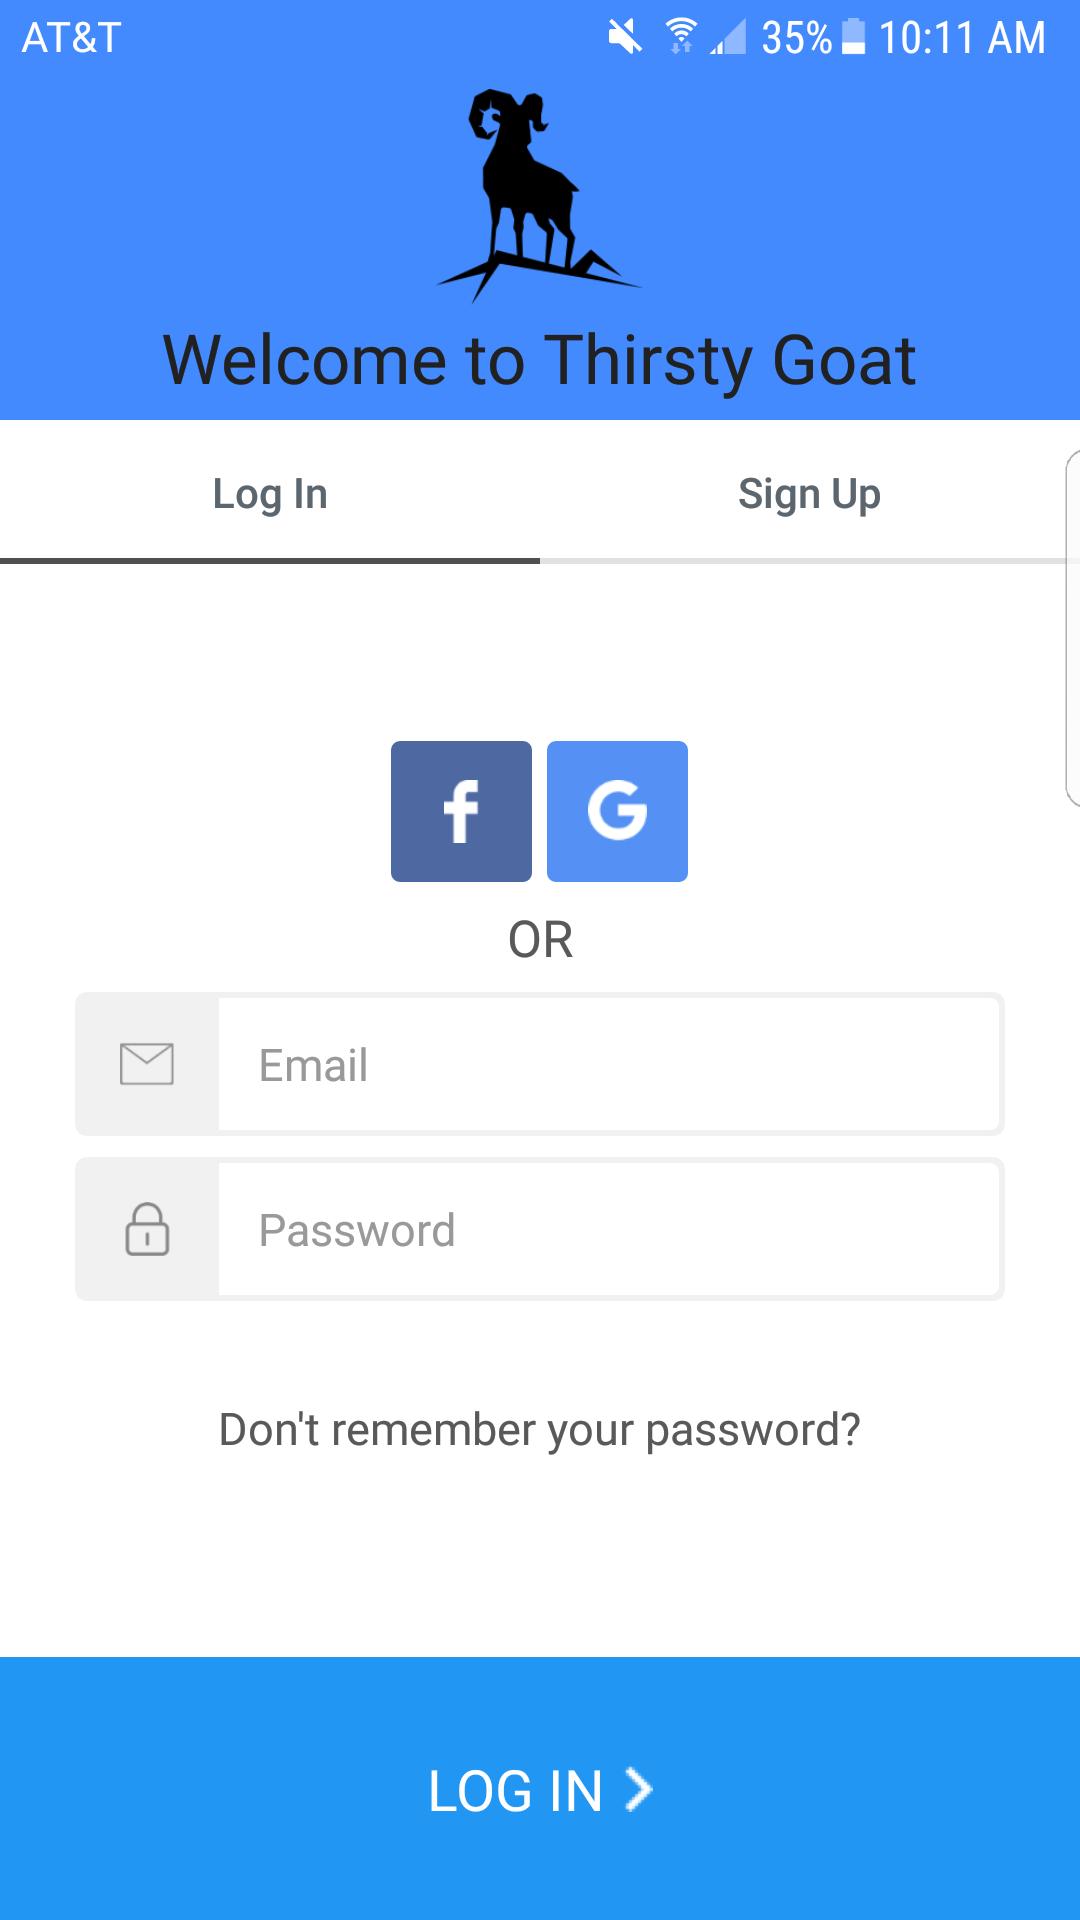 AT&T 35% 10:11 AM
Welcome to Thirsty Goat
Log In Sign Up
OR
Email
Password
Don't remember your password?
LOG IN